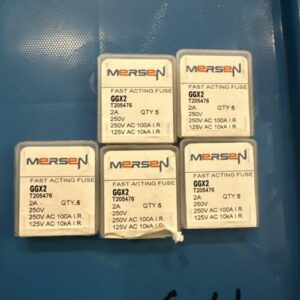 MERSEN
FAST ACTING FUSE
GGX2
T205476
2A QTY.5
250V
250V AC 100A I.R.
125V AC 10kA I.R.
MERSEN
FAST ACTING FUSE
GGX2
T205476
2A QTY.5
250V
250V AC 100A I.R.
125V AC 10kA I.R.
MERSEN
FAST ACTING FUSE
GGX2
T205476
2A QTY.5
250V
250V AC 100A I.R.
125V AC 10kA I.R.
MERSEN
FAST ACTING FUSE
GGX2
T205476
2A QTY.5
250V
250V AC 100A I.R.
125V AC 10kA I.R.
MERSEN
FAST ACTING FUSE
GGX2
T205476
2A QTY.5
250V
250V AC 100A I.R.
125V AC 10kA I.R.